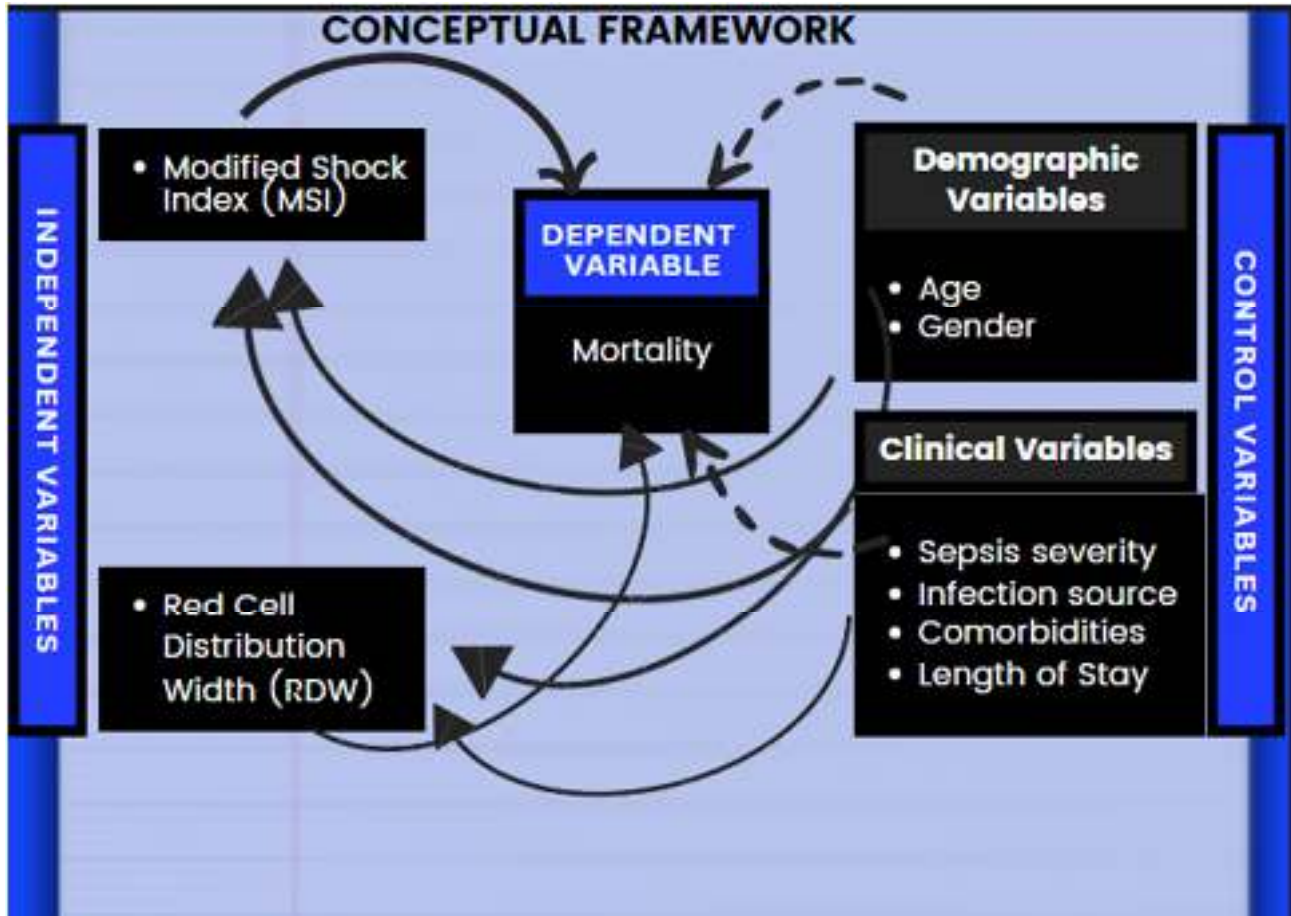 CONCEPTUAL FRAMEWORK
INDEPENDENT VARIABLES
• Modified Shock
Index (MSI)
• Red Cell
Distribution
Width (RDW)
DEPENDENT
VARIABLE
Mortality
Demographic
Variables
• Age
• Gender
Clinical Variables
• Sepsis severity
• Infection source
• Comorbidities
• Length of Stay
CONTROL VARIABLES